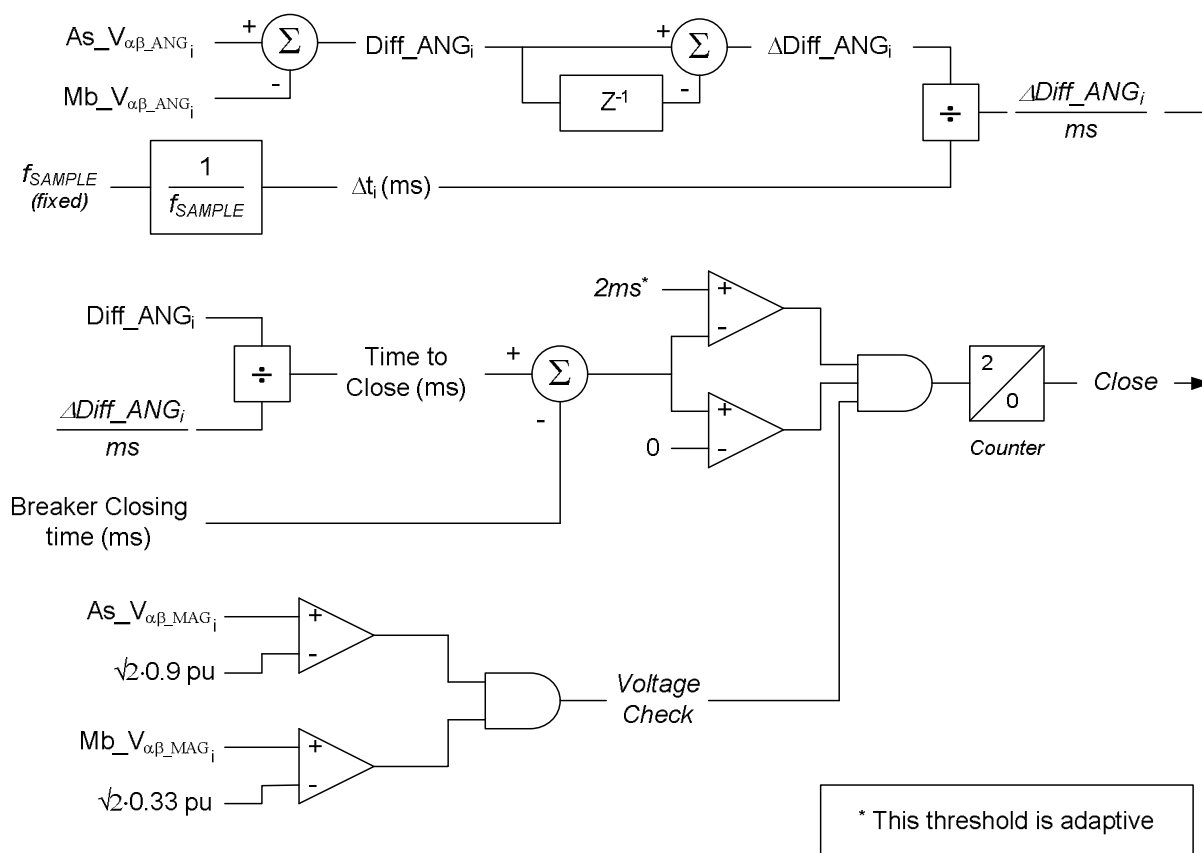 As_Vαβ_ANGi
+
-
Σ
Diff_ANGi
+
-
Σ
ΔDiff_ANGi
Mb_Vαβ_ANGi
Z-1
÷
ΔDiff_ANGi
ms
fSAMPLE
(fixed)
1
fSAMPLE
Δti (ms)
2ms*
+
-
Diff_ANGi
÷
Time to
Close (ms)
+
-
Σ
ΔDiff_ANGi
ms
+
-
0
2
0
Counter
Close
Breaker Closing
time (ms)
As_Vαβ_MAGi
+
-
√2·0.9 pu
Voltage
Check
Mb_Vαβ_MAGi
+
-
√2·0.33 pu
* This threshold is adaptive